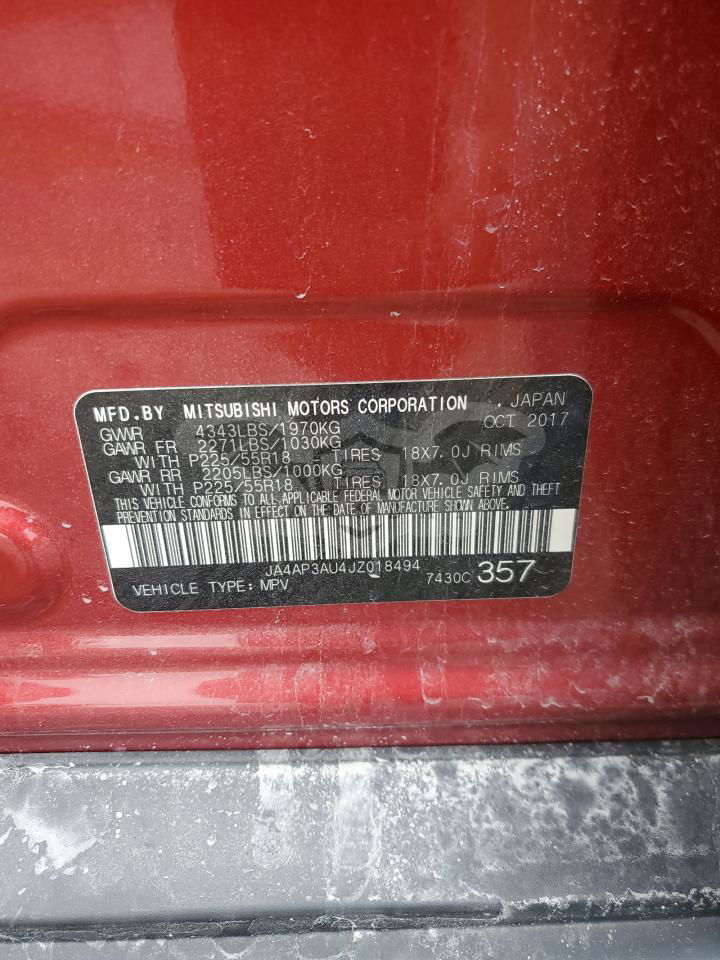 MFD.BY MITSUBISHI MOTORS CORPORATION , JAPAN
GVWR 4343LBS/1970KG OCT 2017
GAWR FR 2271LBS/1030KG
WITH P225/55R18 TIRES 18X7.0J RIMS
GAWR RR 2205LBS/1000KG
WITH P225/55R18 TIRES 18X7.0J RIMS
THIS VEHICLE CONFORMS TO ALL APPLICABLE FEDERAL MOTOR VEHICLE SAFETY AND THEFT
PREVENTION STANDARDS IN EFFECT ON THE DATE OF MANUFACTURE SHOWN ABOVE.
JA4AP3AU4JZ018494
VEHICLE TYPE: MPV 7430C 357